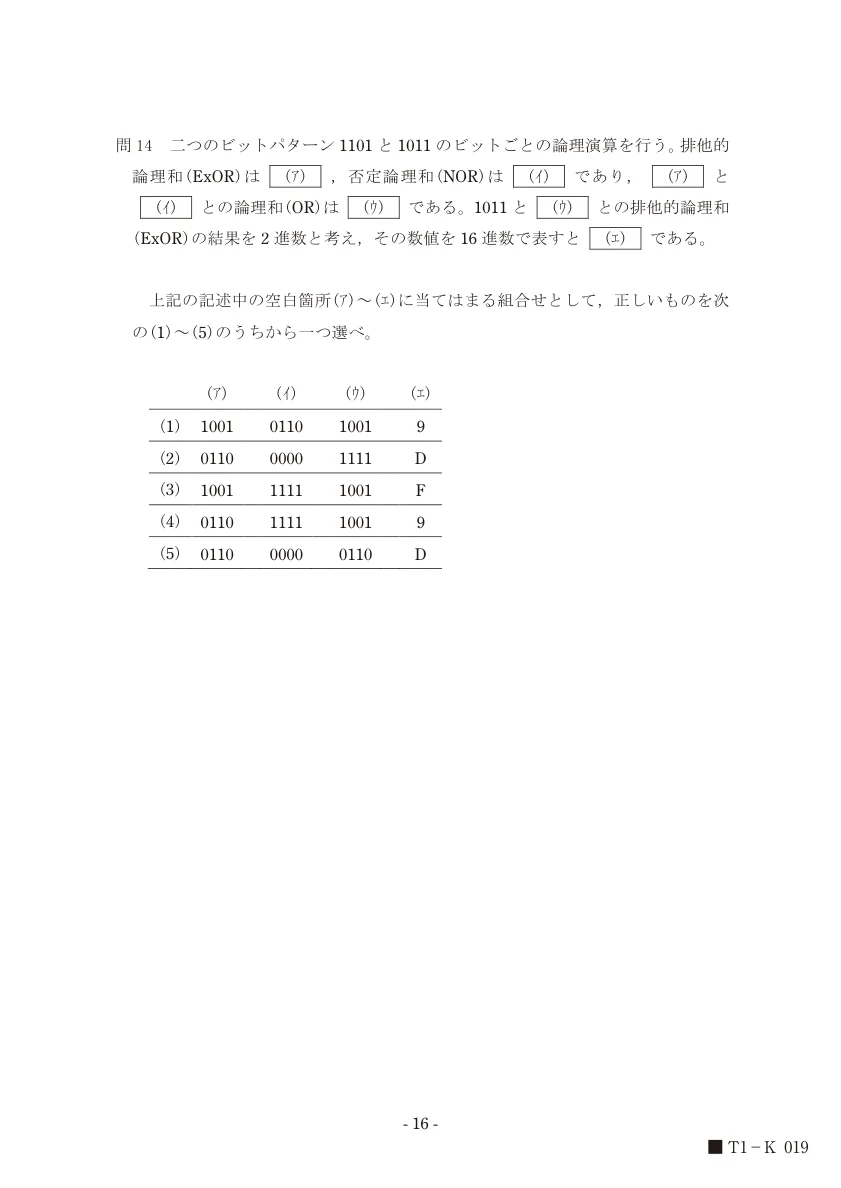 問14　二つのビットパターン 1101 と 1011 のビットごとの論理演算を行う。排他的
論理和(ExOR)は (ｱ) ，否定論理和(NOR)は (ｲ) であり， (ｱ) と
(ｲ) との論理和(OR)は (ｳ) である。1011 と (ｳ) との排他的論理和
(ExOR)の結果を 2 進数と考え，その数値を 16 進数で表すと (ｴ) である。
上記の記述中の空白箇所(ｱ)～(ｴ)に当てはまる組合せとして，正しいものを次
の(1)～(5)のうちから一つ選べ。
(ｱ) (ｲ) (ｳ) (ｴ)
(1) 1001 0110 1001 9
(2) 0110 0000 1111 D
(3) 1001 1111 1001 F
(4) 0110 1111 1001 9
(5) 0110 0000 0110 D
- 16 -
■ T1－K 019